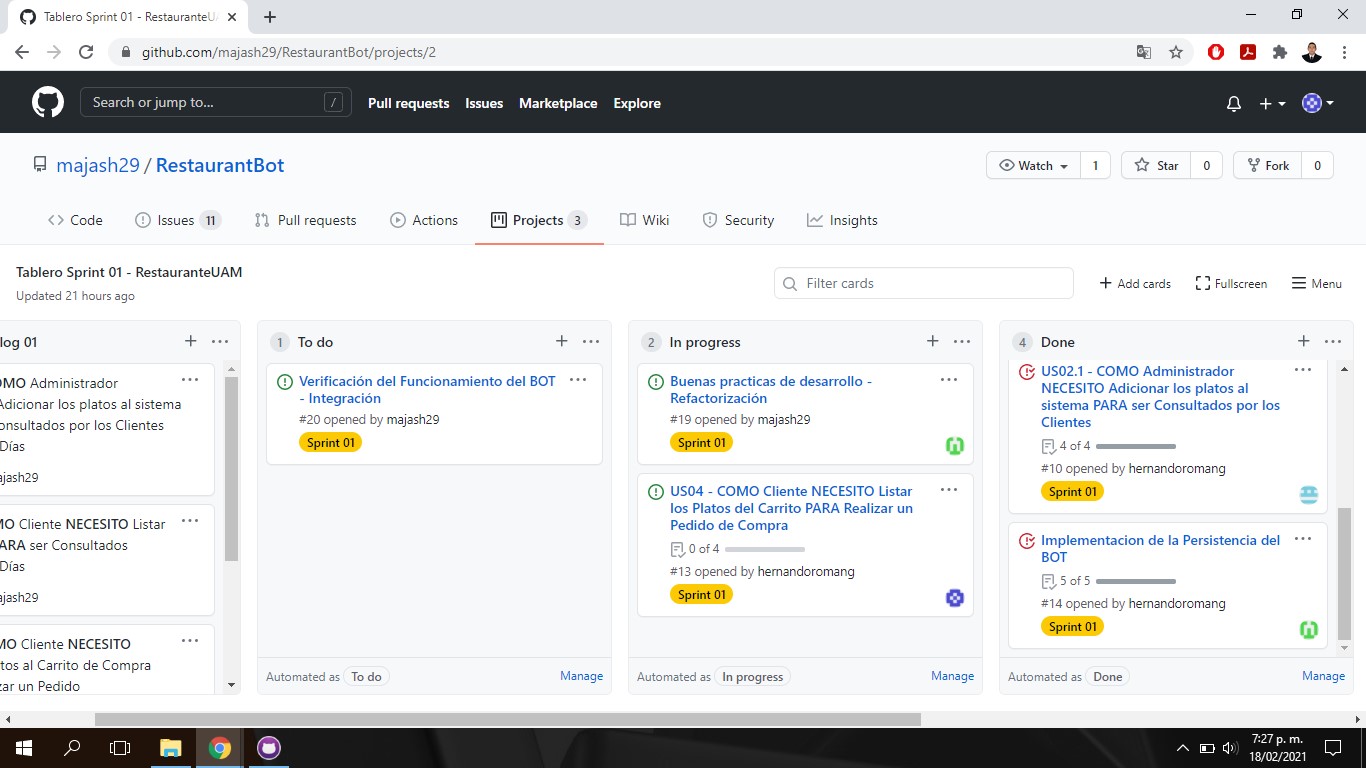 Tablero Sprint 01 - RestauranteU
github.com/majash29/RestaurantBot/projects/2
Search or jump to...
/
Pull requests
Issues
Marketplace
Explore
majash29 / RestaurantBot
Watch
1
Star
0
Fork
0
Code
Issues 11
Pull requests
Actions
Projects 3
Wiki
Security
Insights
Tablero Sprint 01 - RestauranteUAM
Updated 21 hours ago
Filter cards
Add cards
Fullscreen
Menu
log 01
OMO Administrador
Adicionar los platos al sistema
onsultados por los Clientes
Días
ajash29
MO Cliente NECESITO Listar
ARA ser Consultados
Días
ajash29
MO Cliente NECESITO
tos al Carrito de Compra
zar un Pedido
1 To do
Verificación del Funcionamiento del BOT
- Integración
#20 opened by majash29
Sprint 01
Automated as To do
Manage
2 In progress
Buenas practicas de desarrollo -
Refactorización
#19 opened by majash29
Sprint 01
US04 - COMO Cliente NECESITO Listar
los Platos del Carrito PARA Realizar un
Pedido de Compra
0 of 4
#13 opened by hernandoromang
Sprint 01
Automated as In progress
Manage
4 Done
US02.1 - COMO Administrador
NECESITO Adicionar los platos al
sistema PARA ser Consultados por los
Clientes
4 of 4
#10 opened by hernandoromang
Sprint 01
Implementacion de la Persistencia del
BOT
5 of 5
#14 opened by hernandoromang
Sprint 01
Automated as Done
Manage
7:27 p. m.
18/02/2021